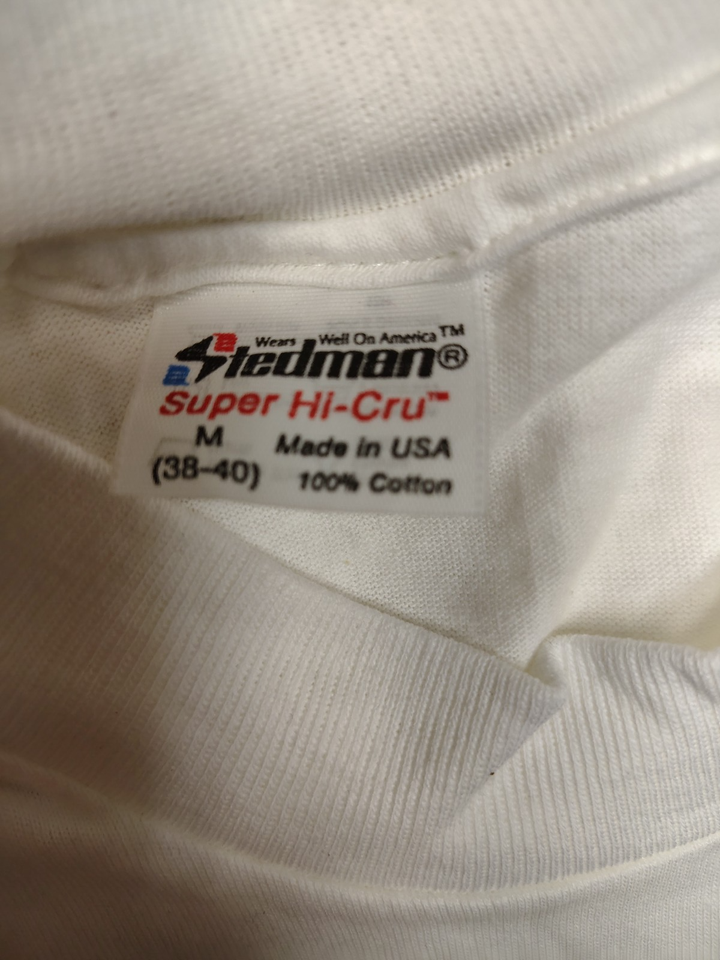 Wears Well On America™
Stedman®
Super Hi-Cru™
M Made in USA
(38-40) 100% Cotton